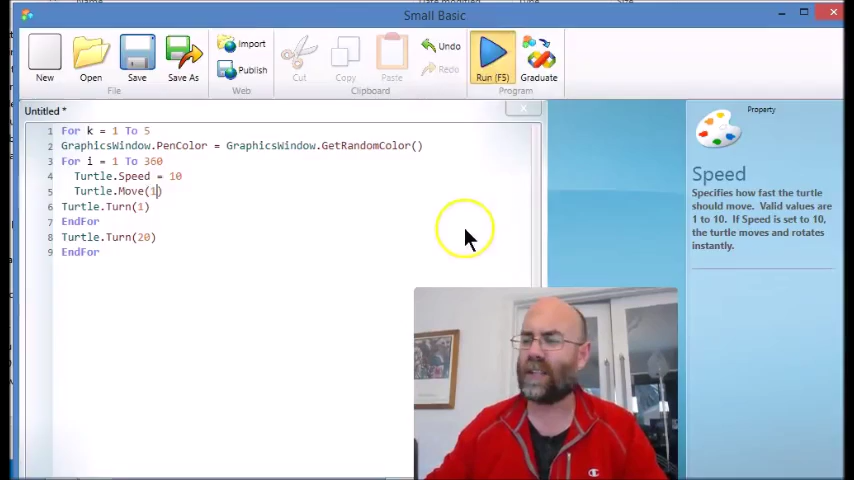 Small Basic
New
Open
Save
Save As
Import
Publish
Cut
Copy
Paste
Undo
Redo
Run (F5)
Graduate
File
Web
Clipboard
Program
Untitled *
1 For k = 1 To 5
2 GraphicsWindow.PenColor = GraphicsWindow.GetRandomColor()
3 For i = 1 To 360
4 Turtle.Speed = 10
5 Turtle.Move(1)
6 Turtle.Turn(1)
7 EndFor
8 Turtle.Turn(20)
9 EndFor
Property
Speed
Specifies how fast the turtle
should move. Valid values are
1 to 10. If Speed is set to 10,
the turtle moves and rotates
instantly.